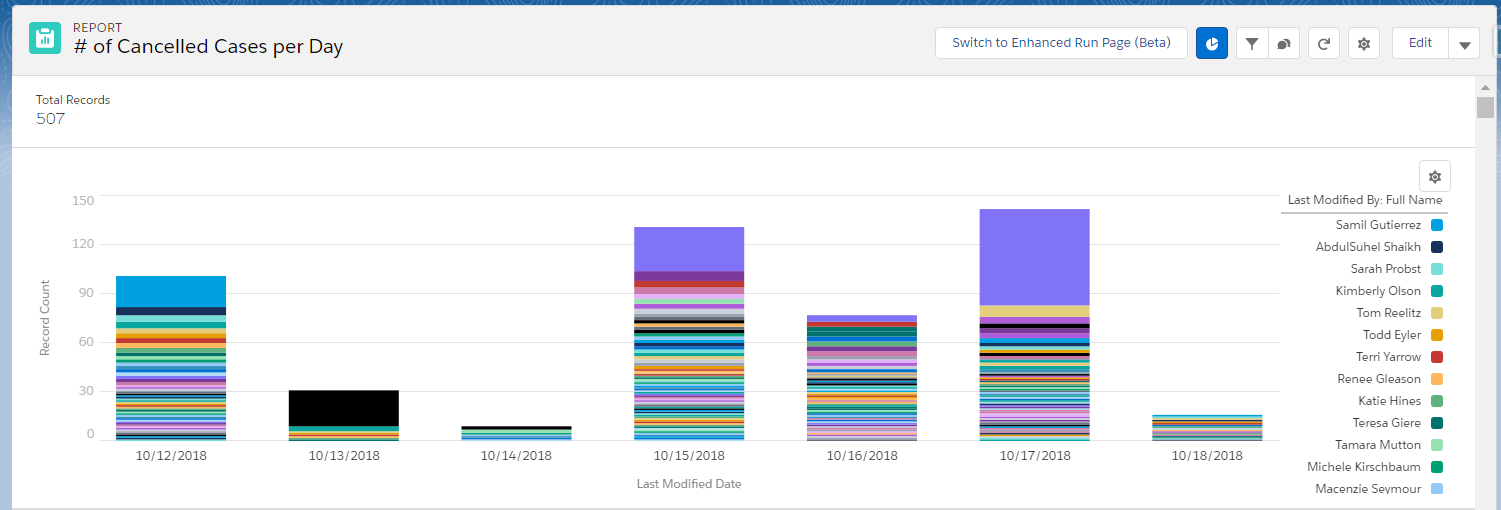 REPORT
# of Cancelled Cases per Day
Switch to Enhanced Run Page (Beta)
Edit
Total Records
507
150
120
90
60
30
0
Record Count
10/12/2018
10/13/2018
10/14/2018
10/15/2018
10/16/2018
10/17/2018
10/18/2018
Last Modified Date
Last Modified By: Full Name
Samil Gutierrez
AbdulSuhel Shaikh
Sarah Probst
Kimberly Olson
Tom Reelitz
Todd Eyler
Terri Yarrow
Renee Gleason
Katie Hines
Teresa Giere
Tamara Mutton
Michele Kirschbaum
Macenzie Seymour